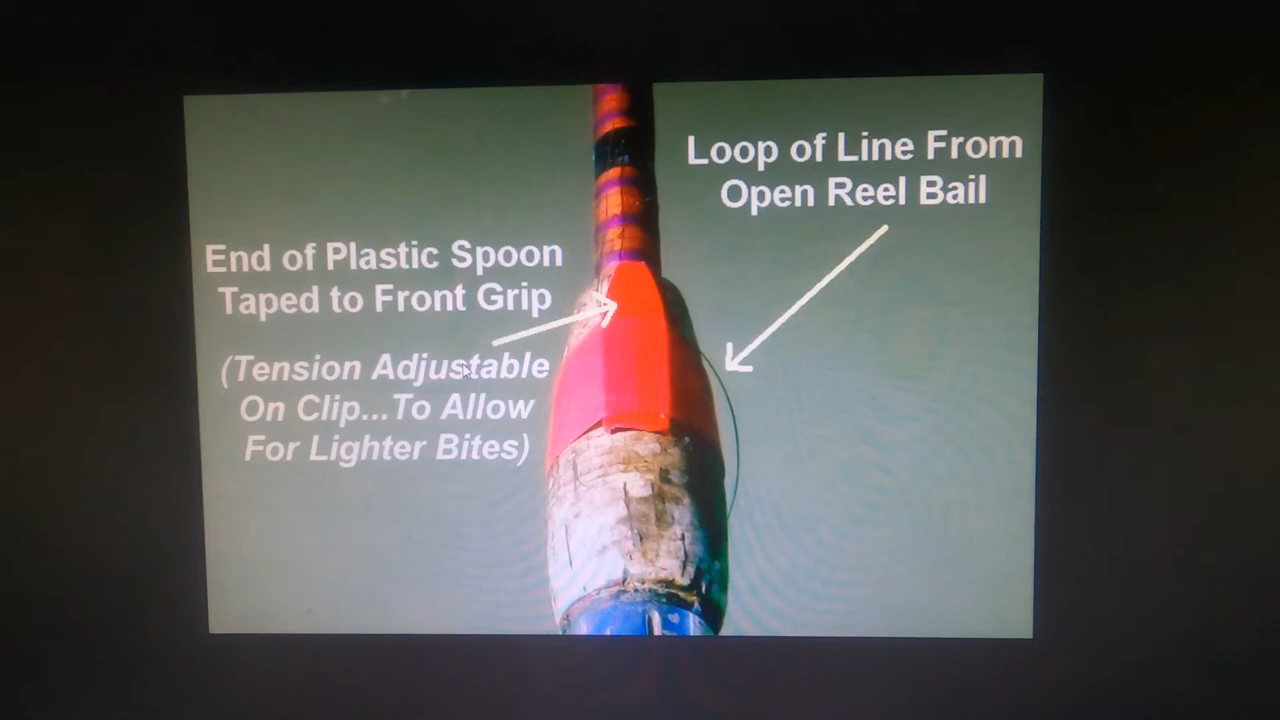 Loop of Line From
Open Reel Bail
End of Plastic Spoon
Taped to Front Grip
(Tension Adjustable
On Clip...To Allow
For Lighter Bites)